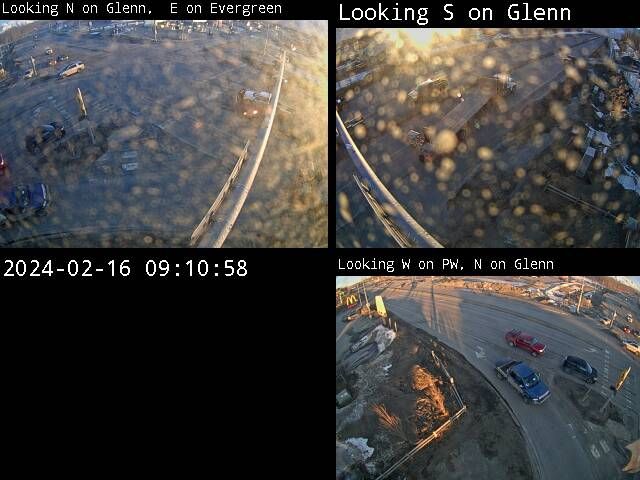 Looking N on Glenn,  E on Evergreen
Looking S on Glenn
2024-02-16 09:10:58
Looking W on PW, N on Glenn